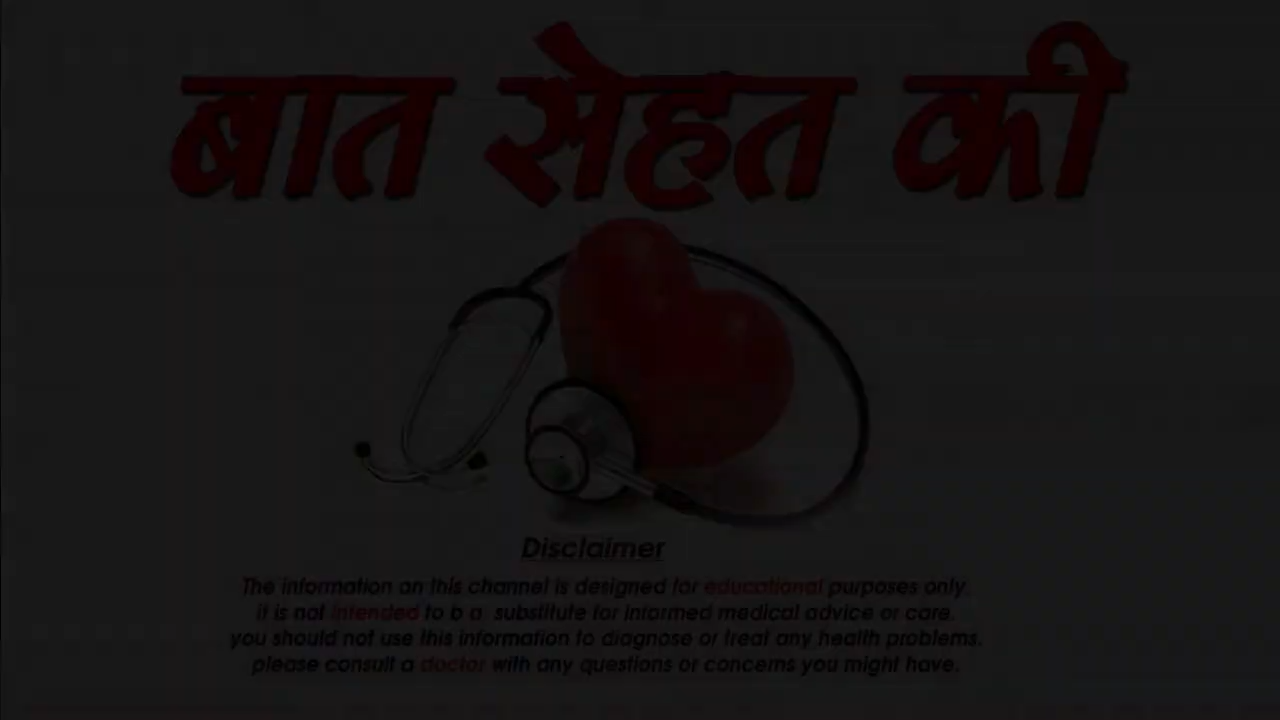 बात सेहत की
Disclaimer
The information on this channel is designed for educational purposes only.
it is not intended to b a substitute for informed medical advice or care.
you should not use this information to diagnose or treat any health problems.
please consult a doctor with any questions or concerns you might have.